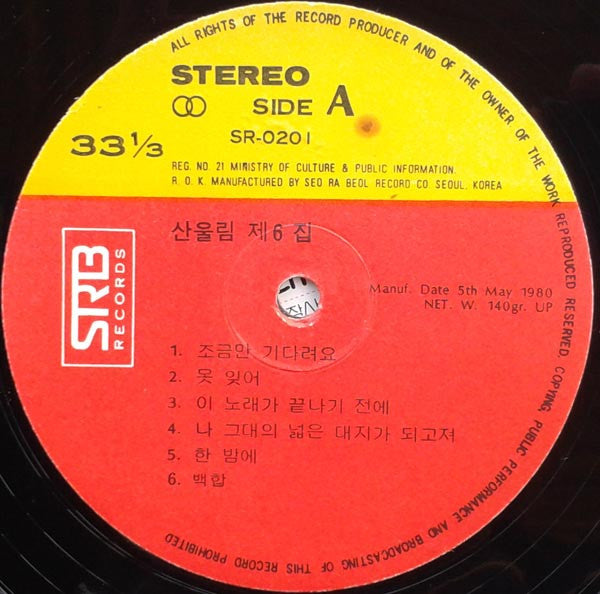 ALL RIGHTS OF THE RECORD PRODUCER AND OF THE OWNER OF THE WORK REPRODUCED RESERVED. COPYING, PUBLIC PERFORMANCE AND BROADCASTING OF THIS RECORD PROHIBITED
STEREO
SIDE A
33 1/3
SR-0201
REG. NO. 21 MINISTRY OF CULTURE & PUBLIC INFORMATION.
R. O. K. MANUFACTURED BY SEO RA BEOL RECORD CO. SEOUL, KOREA
산울림 제6 집
SRB
RECORDS
Manuf. Date 5th May 1980
NET. W. 140gr. UP
1. 조금만 기다려요
2. 못 잊어
3. 이 노래가 끝나기 전에
4. 나 그대의 넓은 대지가 되고져
5. 한 밤에
6. 백합